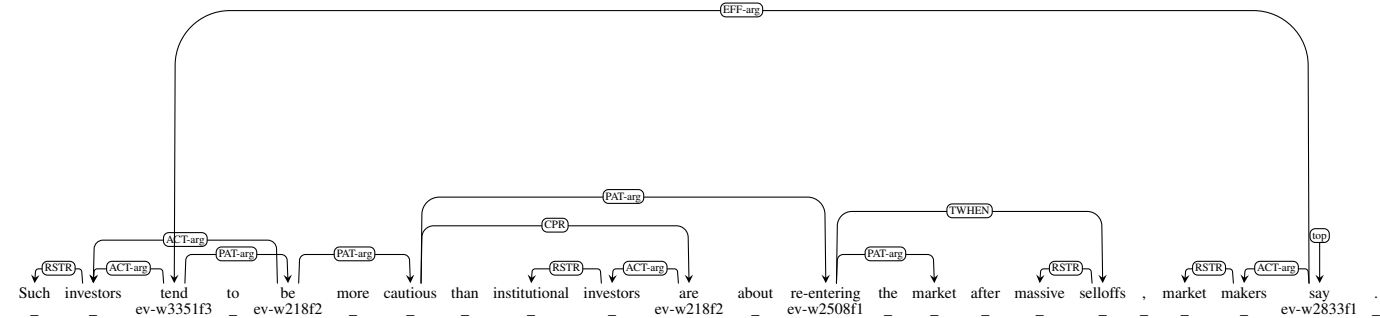 EFF-arg
PAT-arg
TWHEN
CPR
top
ACT-arg
PAT-arg PAT-arg PAT-arg
RSTR ACT-arg RSTR ACT-arg RSTR RSTR ACT-arg
Such investors tend to be more cautious than institutional investors are about re-entering the market after massive selloffs , market makers say .
_ _ ev-w3351f3 _ ev-w218f2 _ _ _ _ _ ev-w218f2 _ ev-w2508f1 _ _ _ _ _ _ _ _ ev-w2833f1 _